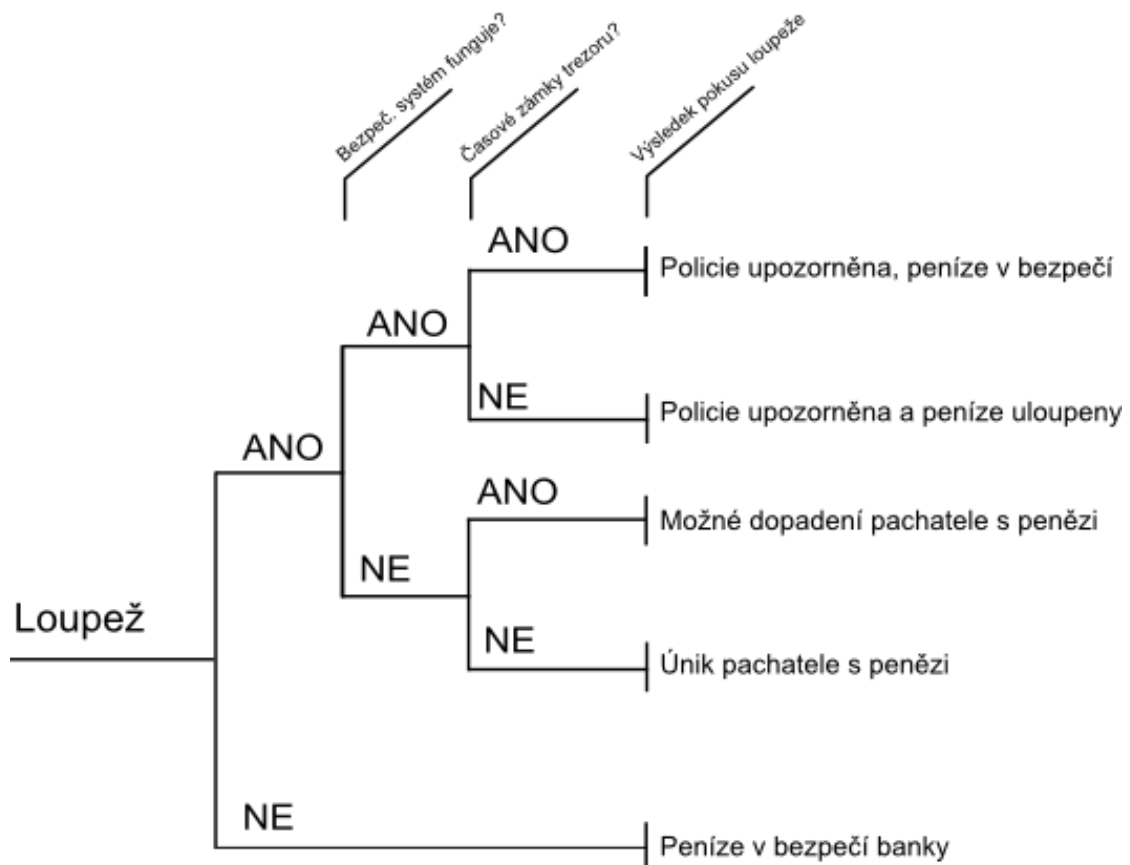 Bezpeč. systém funguje?
Časové zámky trezoru?
Výsledek pokusu loupeže
ANO
Policie upozorněna, peníze v bezpečí
ANO
NE
Policie upozorněna a peníze uloupeny
ANO
ANO
Možné dopadení pachatele s penězi
NE
Loupež
NE
Únik pachatele s penězi
NE
Peníze v bezpečí banky